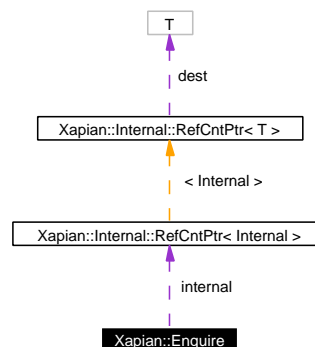 T
dest
Xapian::Internal::RefCntPtr< T >
< Internal >
Xapian::Internal::RefCntPtr< Internal >
internal
Xapian::Enquire